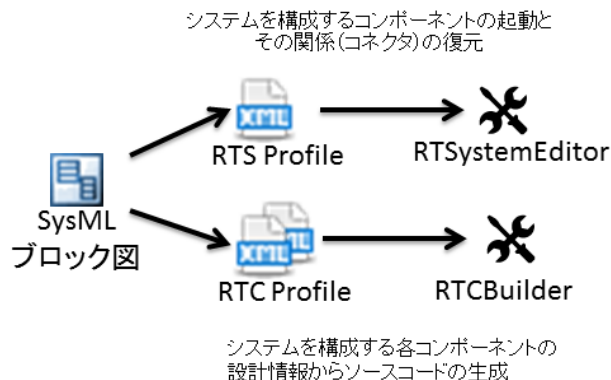 システムを構成するコンポーネントの起動と
その関係(コネクタ)の復元
XML
RTS Profile
RTSystemEditor
SysML
ブロック図
XML
XML
RTC Profile
RTCBuilder
システムを構成する各コンポーネントの
設計情報からソースコードの生成